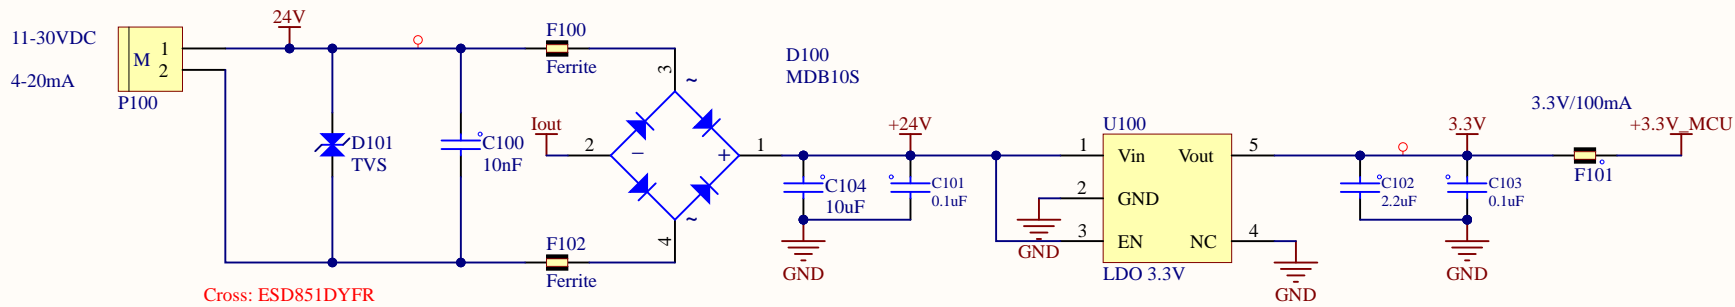 11-30VDC
4-20mA
M
1
2
P100
24V
D101
TVS
C100
10nF
F100
Ferrite
F102
Ferrite
Cross: ESD851DYFR
Iout
2
3
~
−
+
~
4
1
D100
MDB10S
+24V
C104
10uF
C101
0.1uF
GND
U100
1
Vin
Vout
5
2
GND
3
EN
NC
4
LDO 3.3V
GND
GND
C102
2.2uF
3.3V
C103
0.1uF
GND
3.3V/100mA
+3.3V_MCU
F101